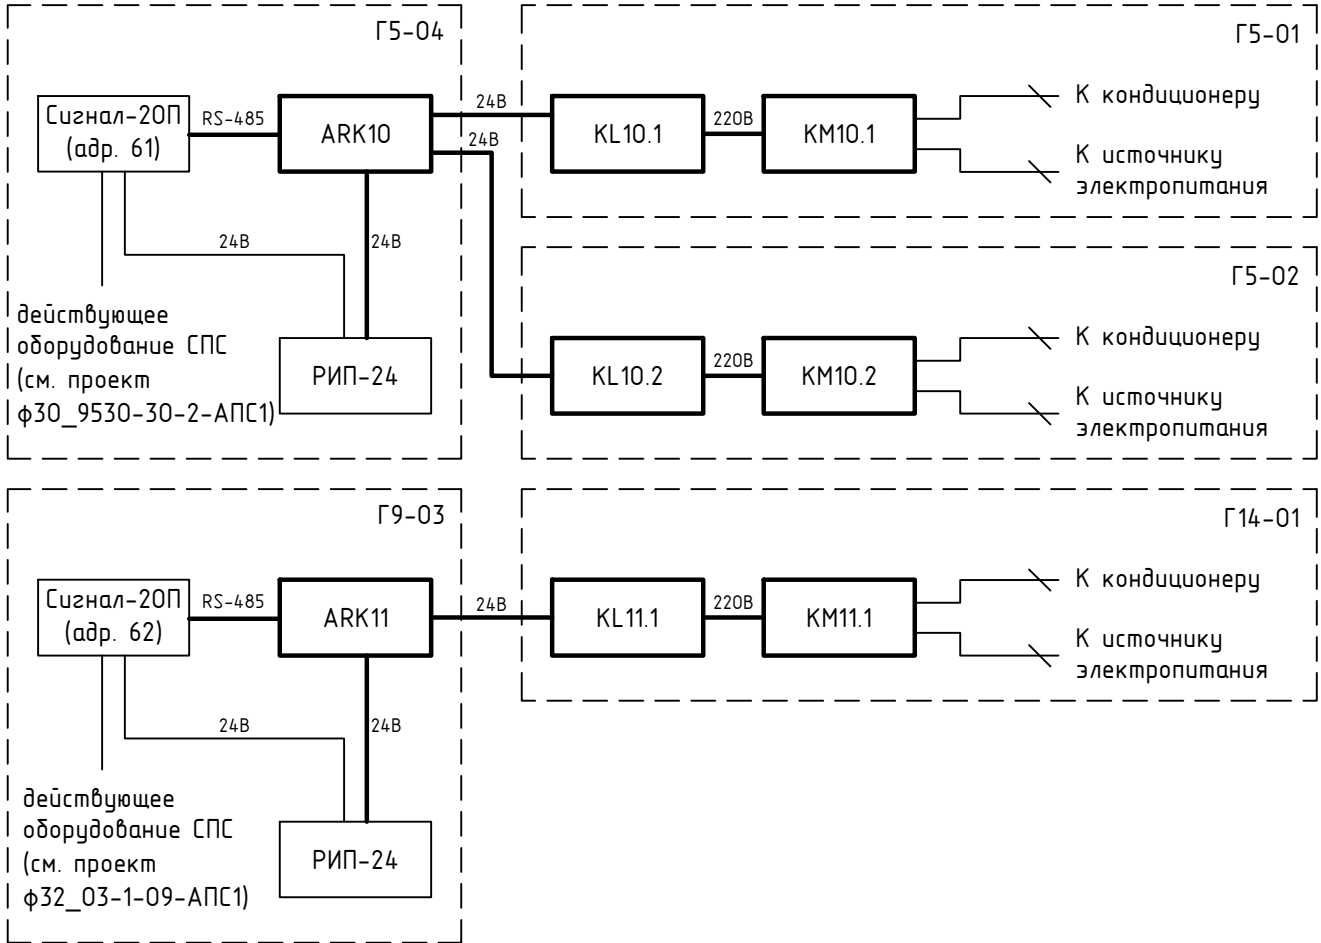 Г5-04
Сигнал-20П
(адр. 61)
RS-485
ARK10
24В
24В
24В
24В
действующее
оборудование СПС
(см. проект
ф30_9530-30-2-АПС1)
РИП-24
Г5-01
KL10.1
220В
KM10.1
К кондиционеру
К источнику
электропитания
Г5-02
KL10.2
220В
KM10.2
К кондиционеру
К источнику
электропитания
Г9-03
Сигнал-20П
(адр. 62)
RS-485
ARK11
24В
24В
24В
действующее
оборудование СПС
(см. проект
ф32_03-1-09-АПС1)
РИП-24
Г14-01
KL11.1
220В
KM11.1
К кондиционеру
К источнику
электропитания